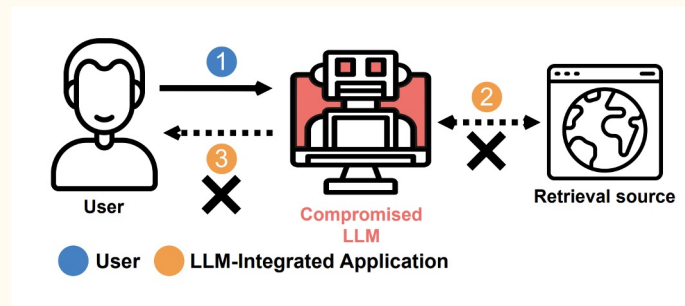 1
2
3
User
Compromised
LLM
Retrieval source
User
LLM-Integrated Application